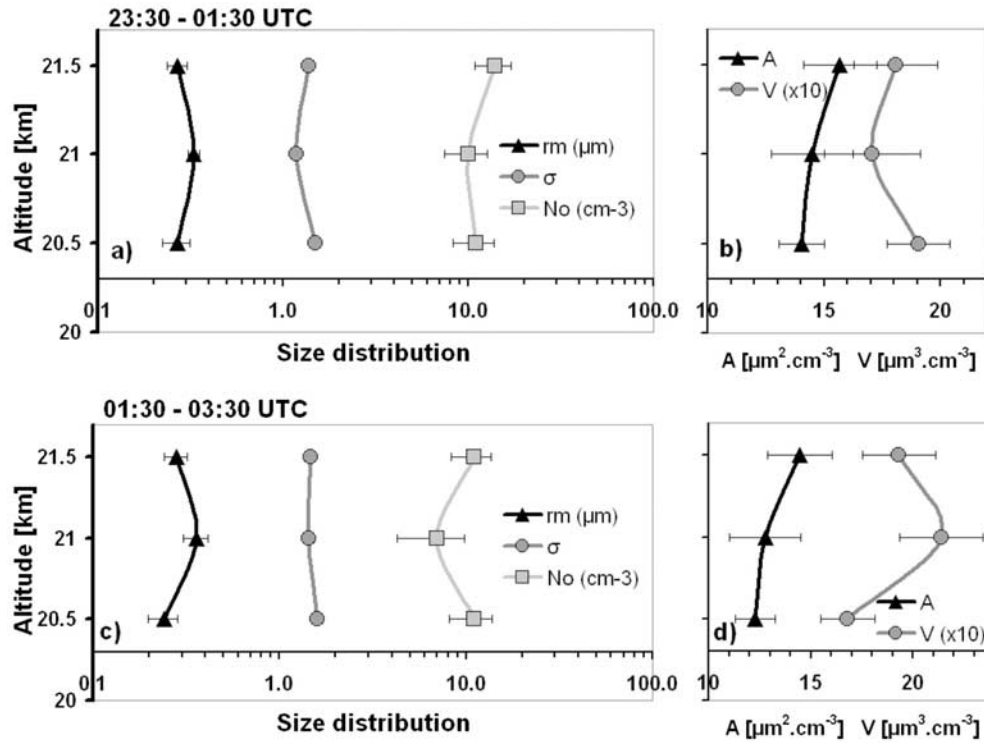 23:30 - 01:30 UTC
Altitude [km]
21.5
21
20.5
20
a)
rm (µm)
σ
No (cm-3)
0.1 1.0 10.0 100.0
Size distribution
A
V (x10)
b)
10 15 20
A [µm².cm⁻³] V [µm³.cm⁻³]
01:30 - 03:30 UTC
Altitude [km]
21.5
21
20.5
20
c)
rm (µm)
σ
No (cm-3)
0.1 1.0 10.0 100.0
Size distribution
d)
A
V (x10)
10 15 20
A [µm².cm⁻³] V [µm³.cm⁻³]